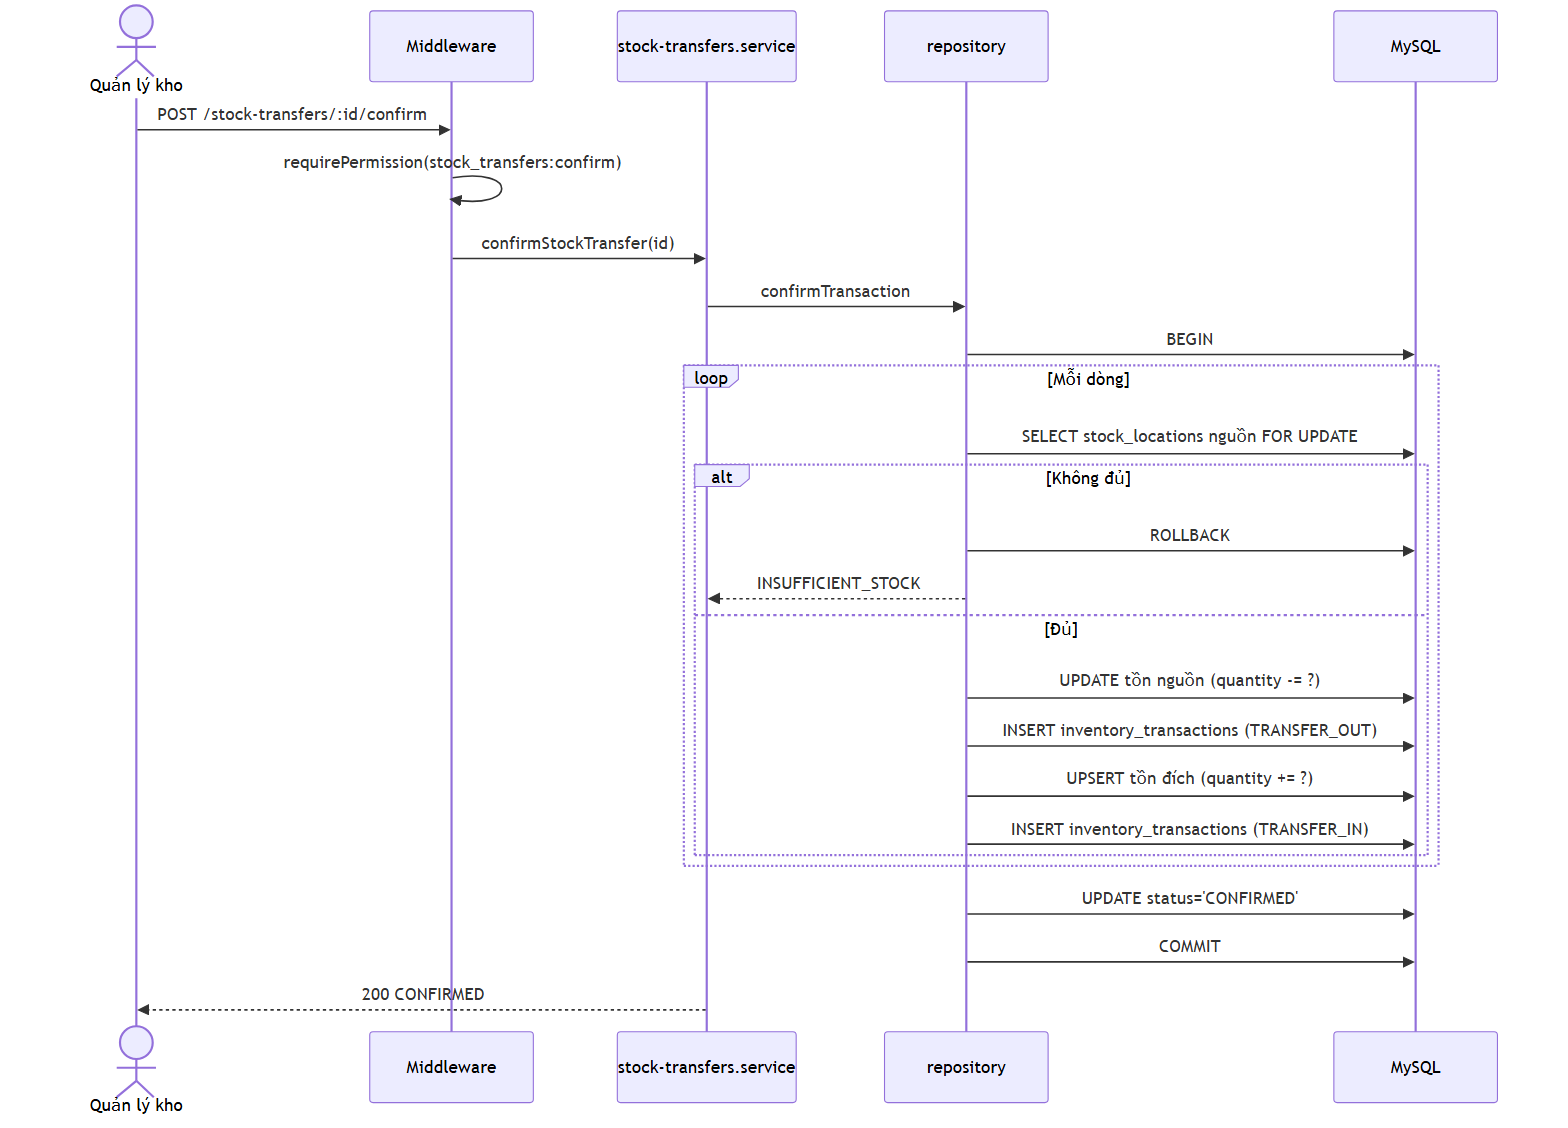 Quản lý kho
Middleware
stock-transfers.service
repository
MySQL
POST /stock-transfers/:id/confirm
requirePermission(stock_transfers:confirm)
confirmStockTransfer(id)
confirmTransaction
BEGIN
loop
[Mỗi dòng]
SELECT stock_locations nguồn FOR UPDATE
alt
[Không đủ]
ROLLBACK
INSUFFICIENT_STOCK
[Đủ]
UPDATE tồn nguồn (quantity -= ?)
INSERT inventory_transactions (TRANSFER_OUT)
UPSERT tồn đích (quantity += ?)
INSERT inventory_transactions (TRANSFER_IN)
UPDATE status='CONFIRMED'
COMMIT
200 CONFIRMED
Quản lý kho
Middleware
stock-transfers.service
repository
MySQL